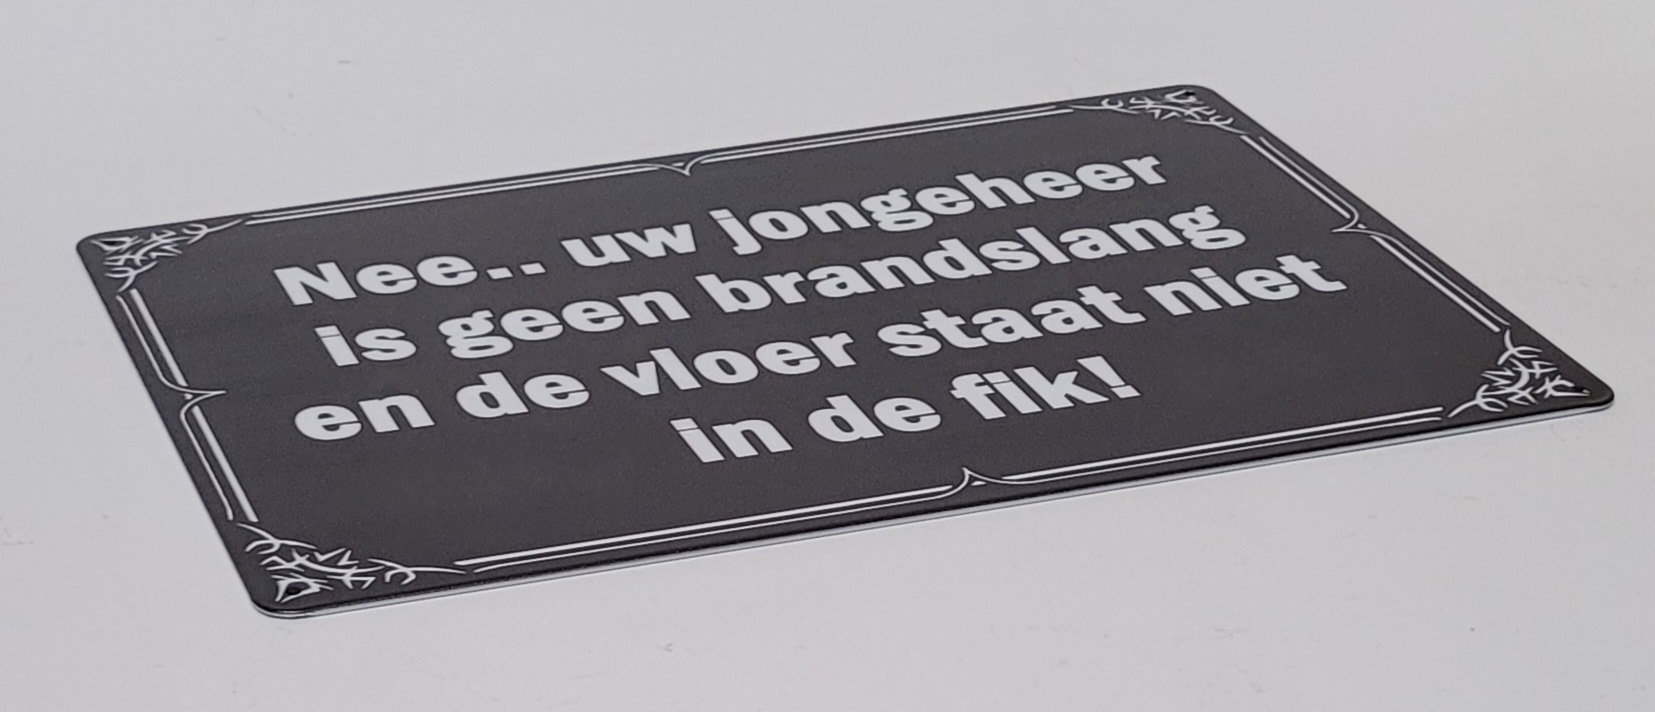 Nee.. uw jongeheer
is geen brandslang
en de vloer staat niet
in de fik!